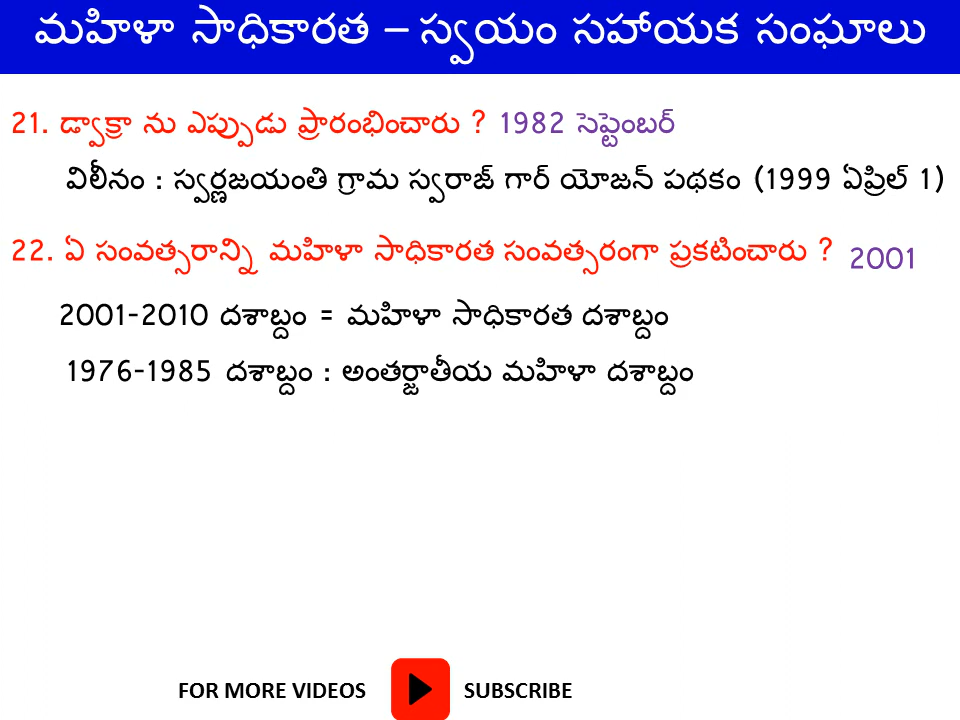 మహిళా సాధికారత – స్వయం సహాయక సంఘాలు
21. డ్వాక్రా ను ఎప్పుడు ప్రారంభించారు ? 1982 సెప్టెంబర్
విలీనం : స్వర్ణజయంతి గ్రామ స్వరాజ్ గార్ యోజన్ పథకం (1999 ఏప్రిల్ 1)
22. ఏ సంవత్సరాన్ని మహిళా సాధికారత సంవత్సరంగా ప్రకటించారు ? 2001
2001-2010 దశాబ్దం = మహిళా సాధికారత దశాబ్దం
1976-1985 దశాబ్దం : అంతర్జాతీయ మహిళా దశాబ్దం
FOR MORE VIDEOS SUBSCRIBE